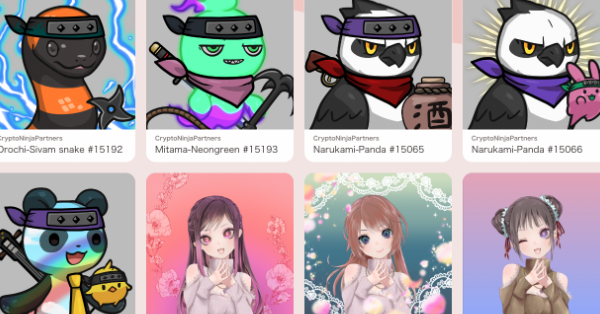 CryptoNinjaPartners
Orochi-Sivam snake #15192
CryptoNinjaPartners
Mitama-Neongreen #15193
CryptoNinjaPartners
Narukami-Panda #15065
CryptoNinjaPartners
Narukami-Panda #15066
酒